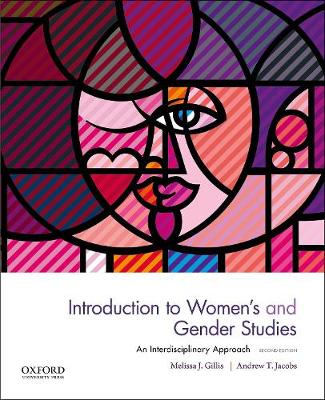 Introduction to Women's and
Gender Studies
An Interdisciplinary Approach SECOND EDITION
Melissa J. Gillis | Andrew T. Jacobs
OXFORD
UNIVERSITY PRESS